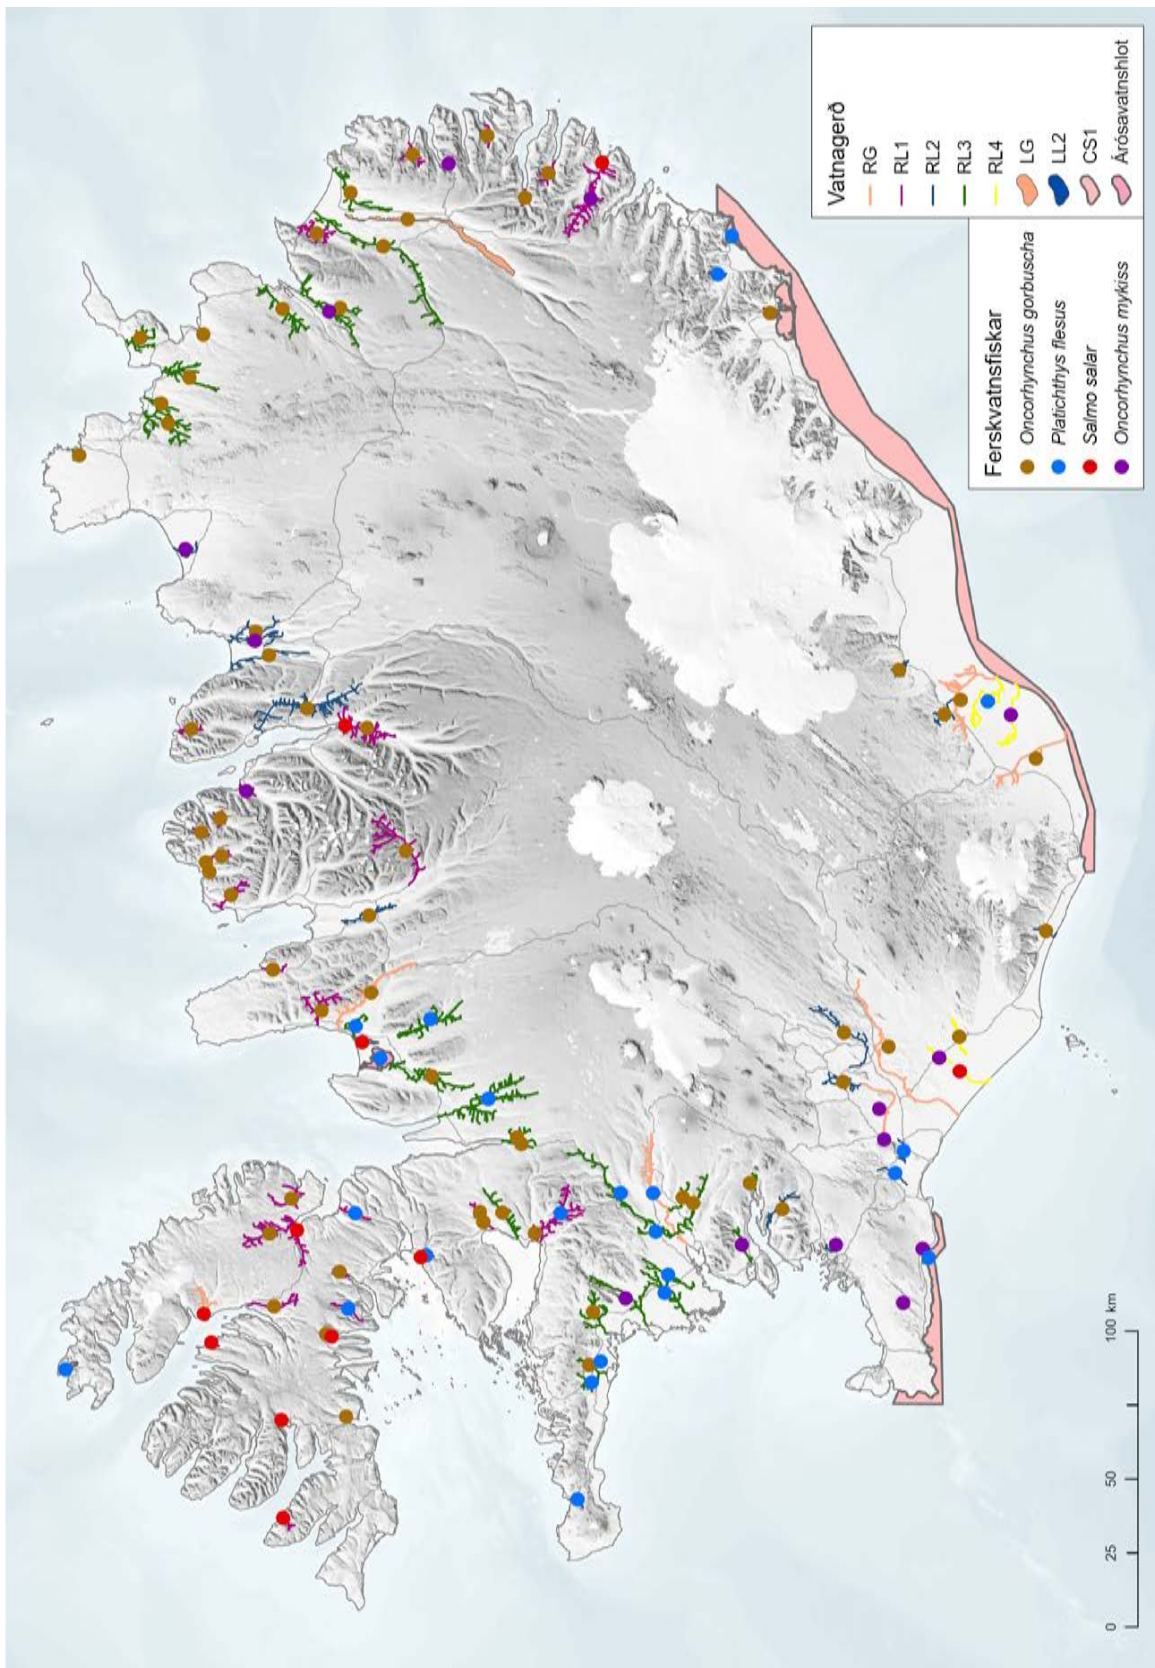 Vatnagerð
RG
RL1
RL2
RL3
RL4
LG
LL2
CS1
Árósavatnshlot
Ferskvatnsfiskar
Oncorhynchus gorbuscha
Platichthys flesus
Salmo salar
Oncorhynchus mykiss
0 25 50 100 km